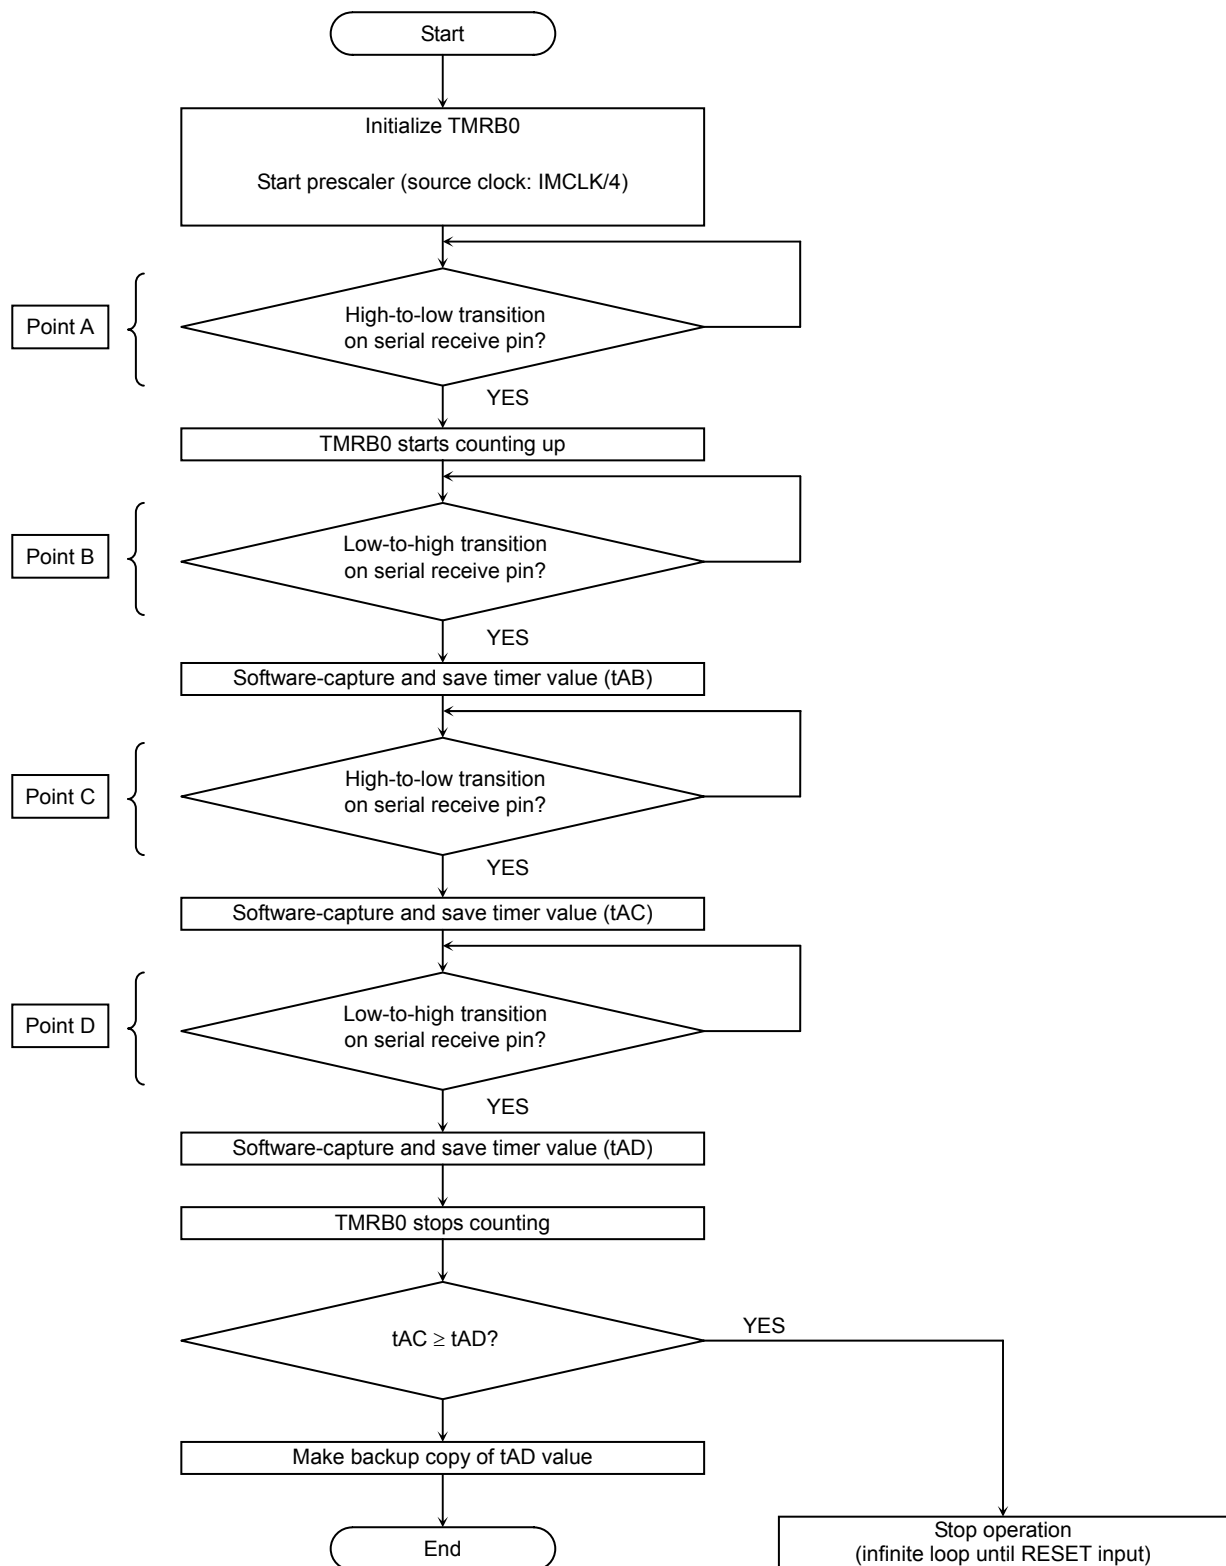 Start
Initialize TMRB0
Start prescaler (source clock: IMCLK/4)
Point A
High-to-low transition
on serial receive pin?
YES
TMRB0 starts counting up
Point B
Low-to-high transition
on serial receive pin?
YES
Software-capture and save timer value (tAB)
Point C
High-to-low transition
on serial receive pin?
YES
Software-capture and save timer value (tAC)
Point D
Low-to-high transition
on serial receive pin?
YES
Software-capture and save timer value (tAD)
TMRB0 stops counting
tAC ≥ tAD?
YES
Make backup copy of tAD value
End
Stop operation
(infinite loop until RESET input)